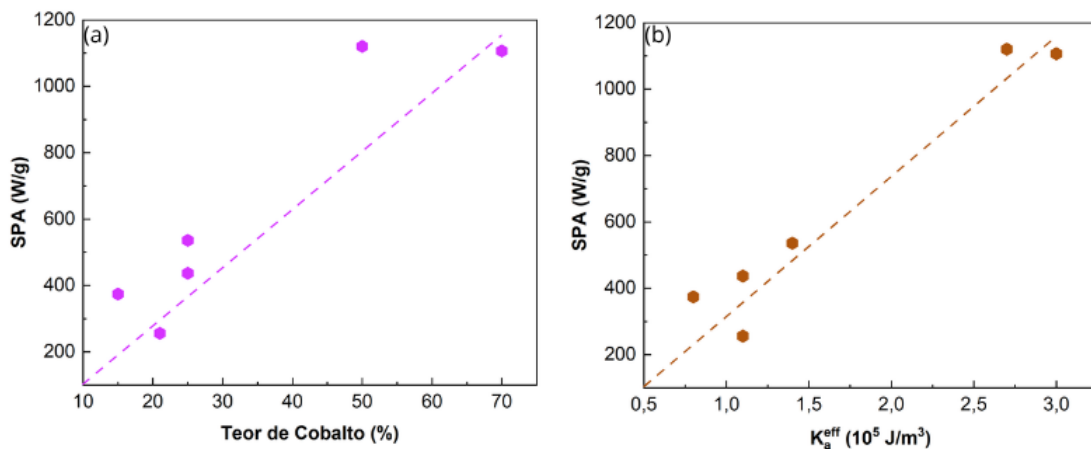 (a)
SPA (W/g)
1200
1000
800
600
400
200
10 20 30 40 50 60 70
Teor de Cobalto (%)
(b)
SPA (W/g)
1200
1000
800
600
400
200
0,5 1,0 1,5 2,0 2,5 3,0
Kₐᵉᶠᶠ (10⁵ J/m³)